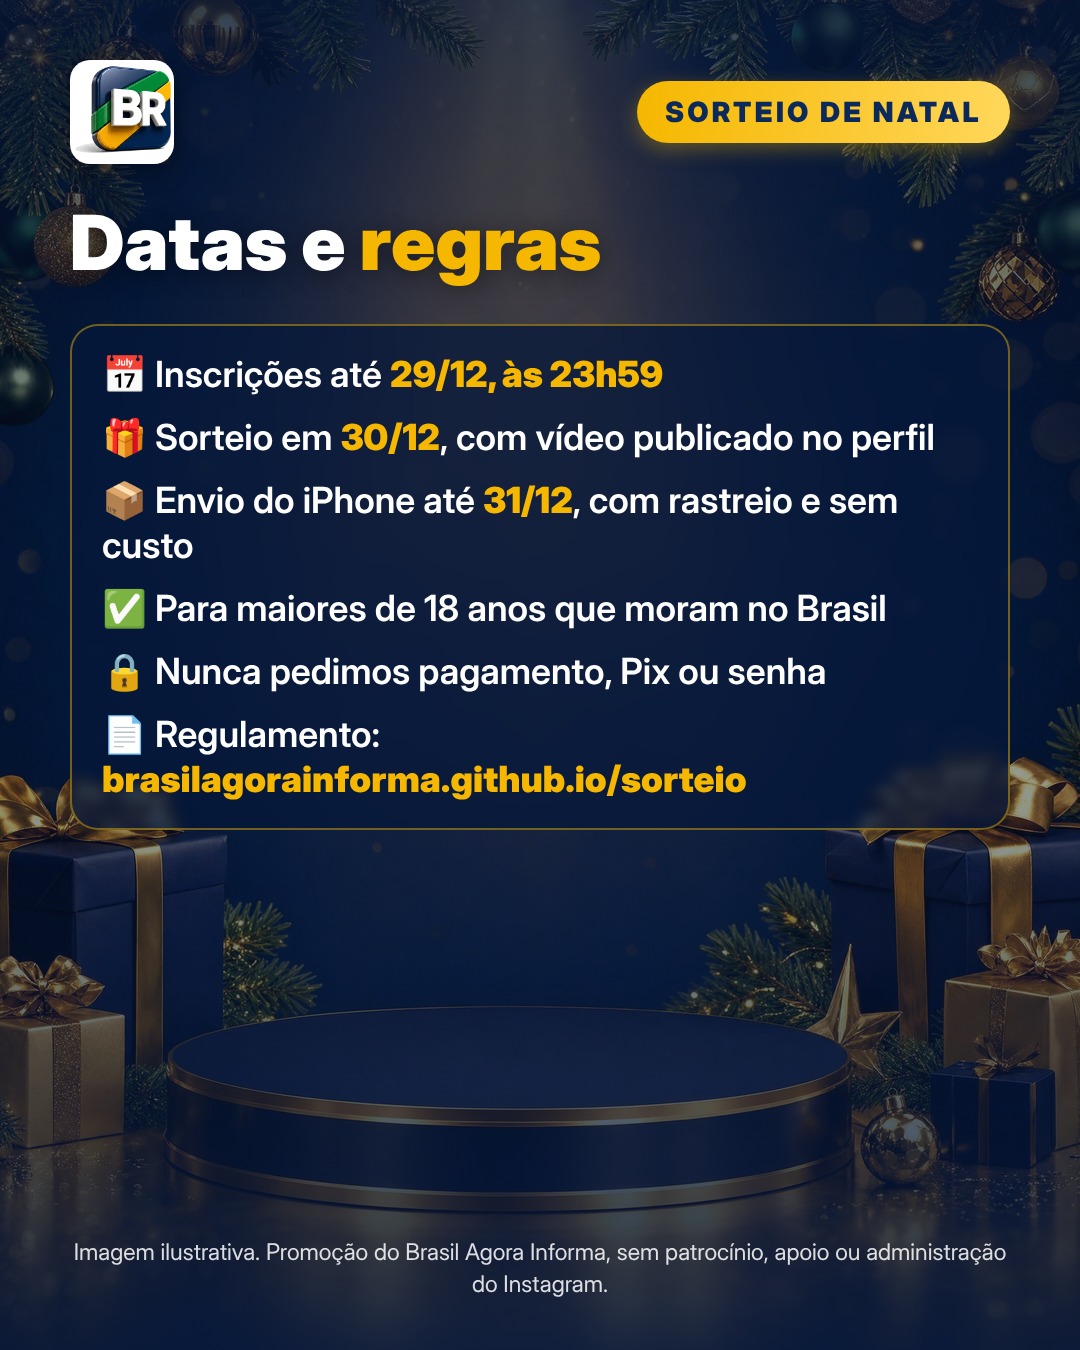 BR
SORTEIO DE NATAL
Datas e regras
July
17
Inscrições até 29/12, às 23h59
Sorteio em 30/12, com vídeo publicado no perfil
Envio do iPhone até 31/12, com rastreio e sem
custo
Para maiores de 18 anos que moram no Brasil
Nunca pedimos pagamento, Pix ou senha
Regulamento:
brasilagorainforma.github.io/sorteio
Imagem ilustrativa. Promoção do Brasil Agora Informa, sem patrocínio, apoio ou administração
do Instagram.